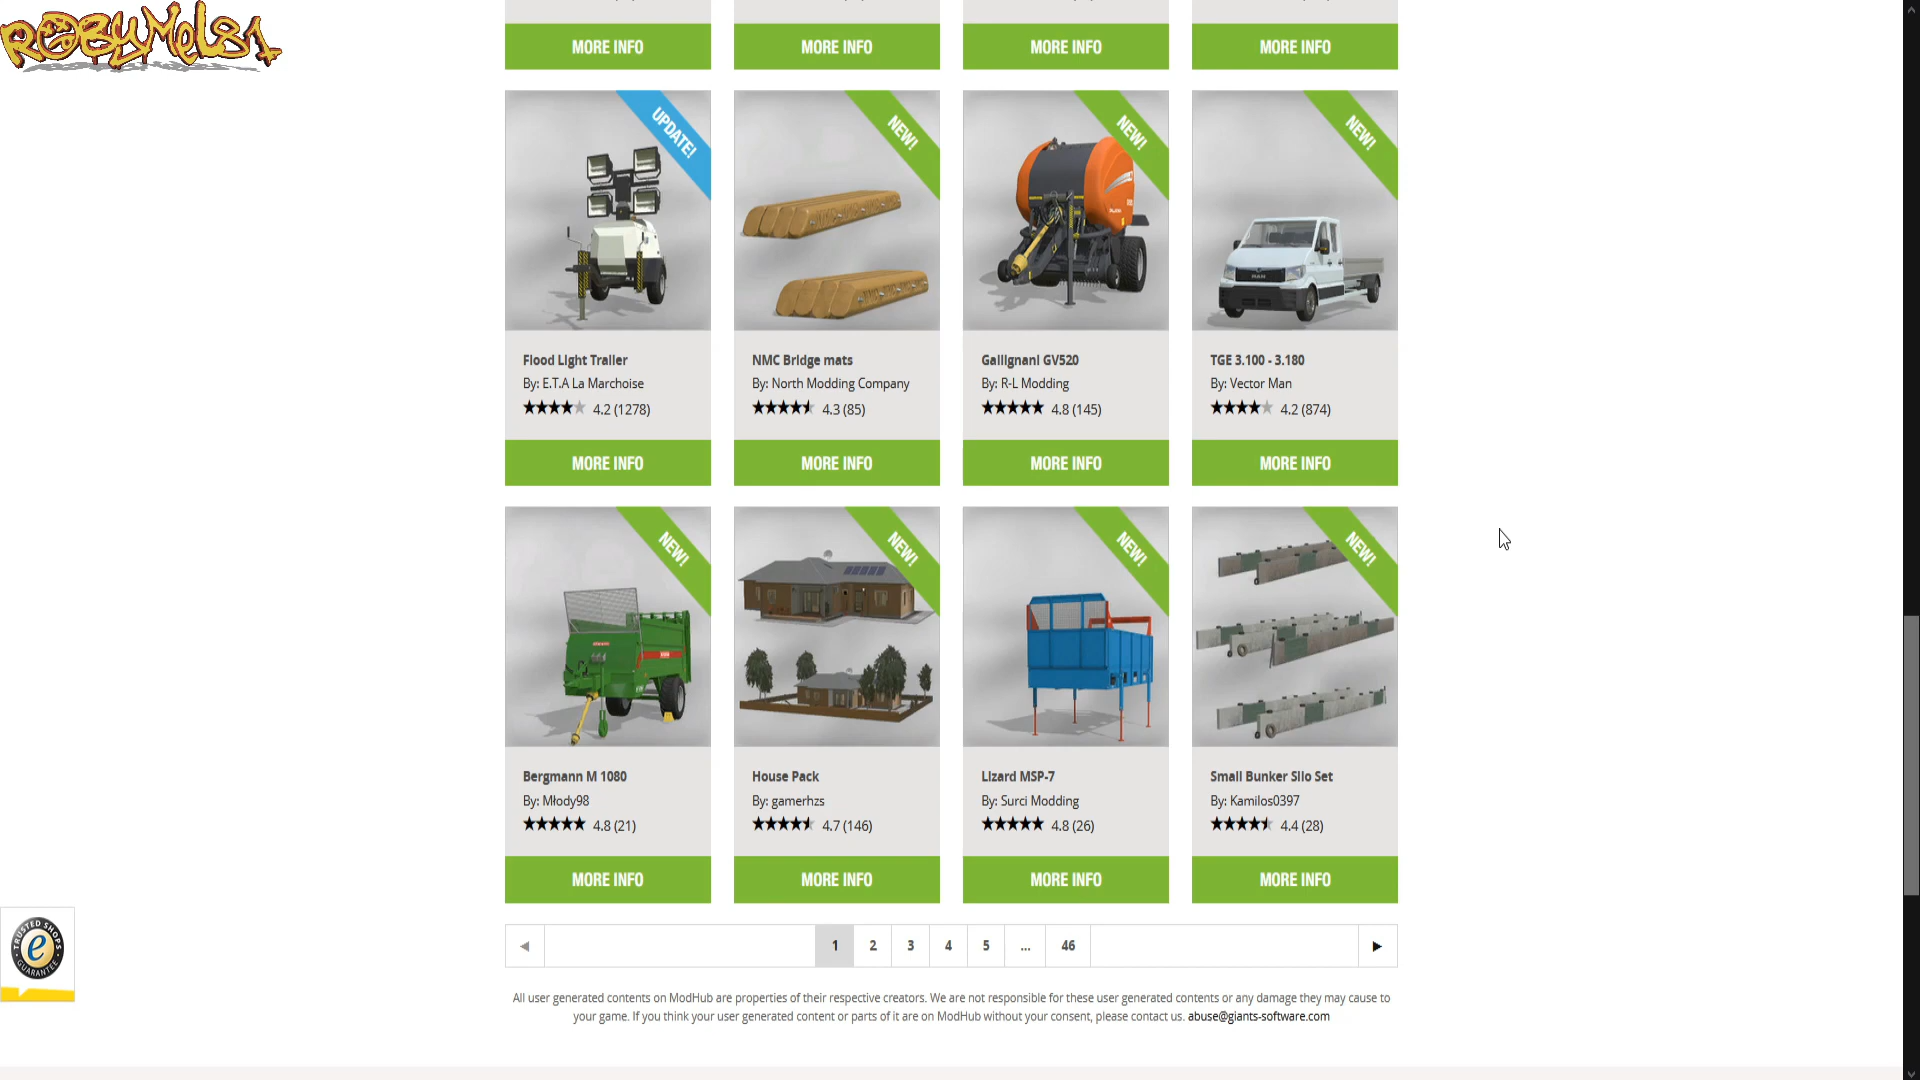 RobyMel81
MORE INFO
MORE INFO
MORE INFO
MORE INFO
UPDATE!
NEW!
NEW!
NEW!
Flood Light Trailer
By: E.T.A La Marchoise
4.2 (1278)
NMC Bridge mats
By: North Modding Company
4.3 (85)
Gallignani GV520
By: R-L Modding
4.8 (145)
TGE 3.100 - 3.180
By: Vector Man
4.2 (874)
MORE INFO
MORE INFO
MORE INFO
MORE INFO
NEW!
NEW!
NEW!
NEW!
Bergmann M 1080
By: Młody98
4.8 (21)
House Pack
By: gamerhzs
4.7 (146)
Lizard MSP-7
By: Surci Modding
4.8 (26)
Small Bunker Silo Set
By: Kamilos0397
4.4 (28)
MORE INFO
MORE INFO
MORE INFO
MORE INFO
TRUSTED SHOPS
e
GUARANTEE
1 2 3 4 5 ... 46
All user generated contents on ModHub are properties of their respective creators. We are not responsible for these user generated contents or any damage they may cause to
your game. If you think your user generated content or parts of it are on ModHub without your consent, please contact us. abuse@giants-software.com